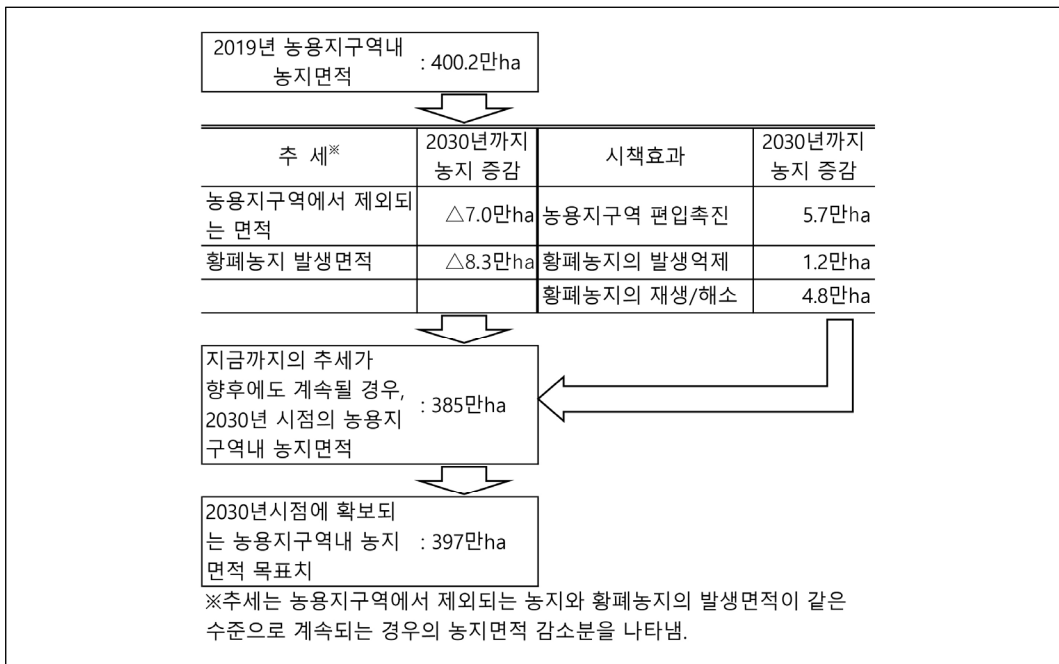 2019년 농용지구역내
농지면적
: 400.2만ha
추 세※
2030년까지
농지 증감
시책효과
2030년까지
농지 증감
농용지구역에서 제외되
는 면적
△7.0만ha
농용지구역 편입촉진
5.7만ha
황폐농지 발생면적
△8.3만ha
황폐농지의 발생억제
1.2만ha
황폐농지의 재생/해소
4.8만ha
지금까지의 추세가
향후에도 계속될 경우,
2030년 시점의 농용지
구역내 농지면적
: 385만ha
2030년시점에 확보되
는 농용지구역내 농지
면적 목표치
: 397만ha
※추세는 농용지구역에서 제외되는 농지와 황폐농지의 발생면적이 같은
수준으로 계속되는 경우의 농지면적 감소분을 나타냄.